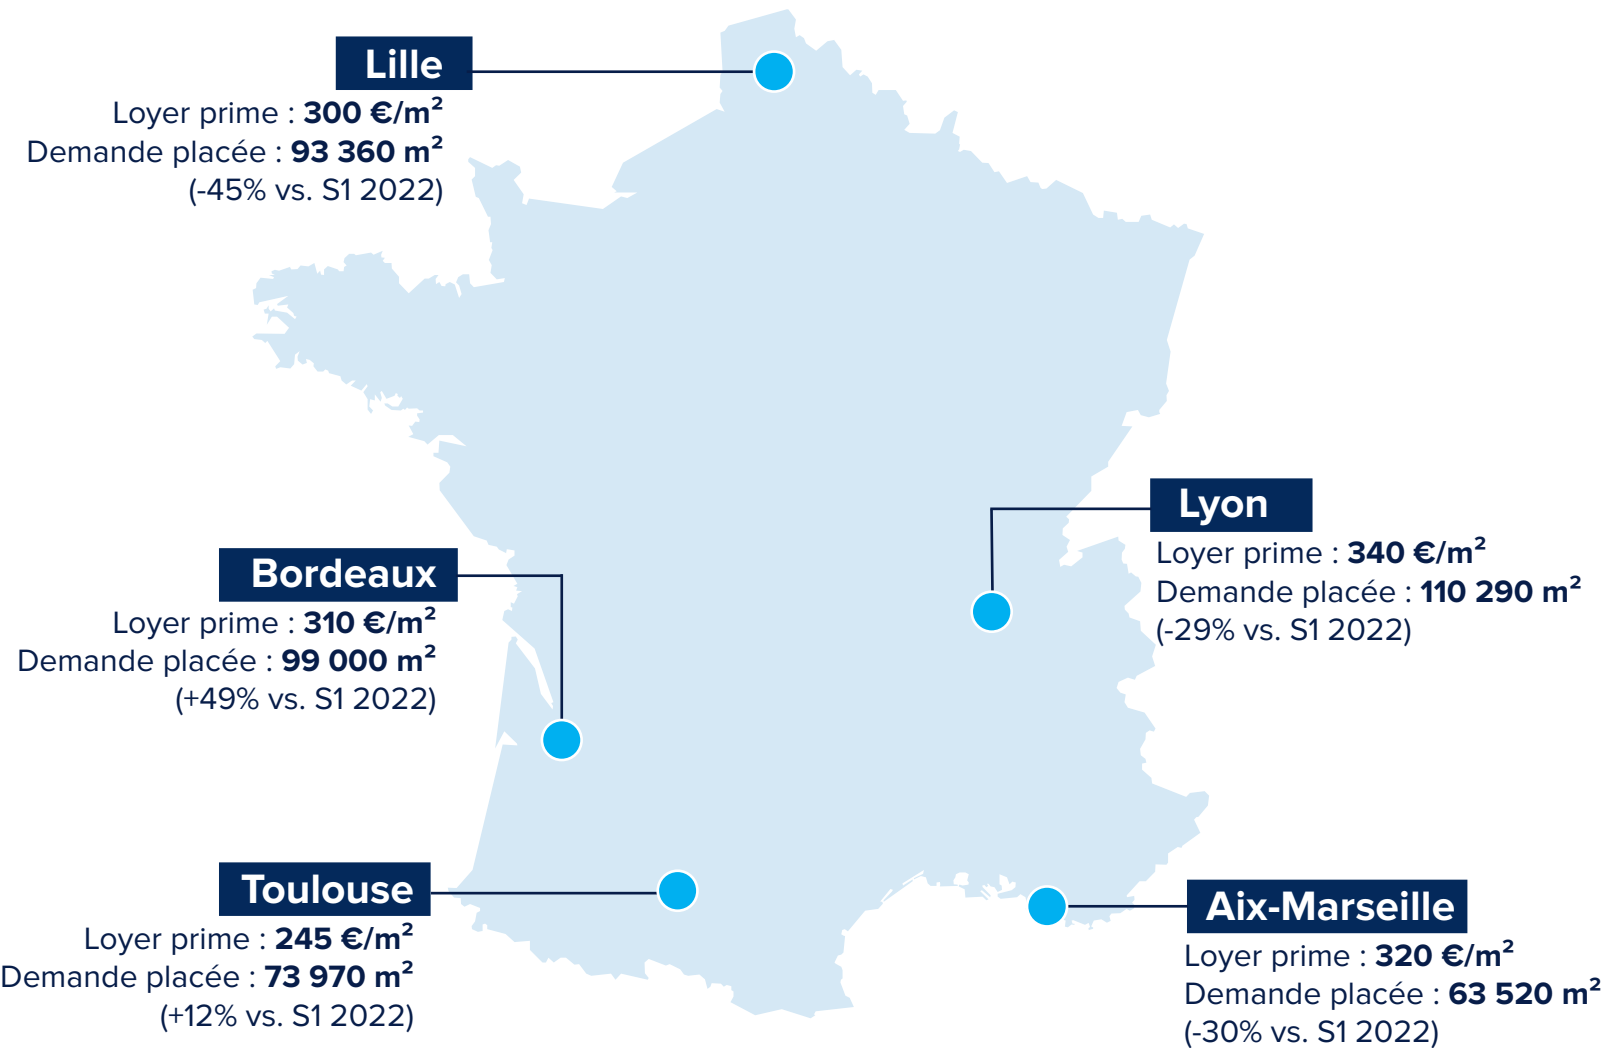 Lille
Loyer prime : 300 €/m²
Demande placée : 93 360 m²
(-45% vs. S1 2022)
Lyon
Loyer prime : 340 €/m²
Demande placée : 110 290 m²
(-29% vs. S1 2022)
Bordeaux
Loyer prime : 310 €/m²
Demande placée : 99 000 m²
(+49% vs. S1 2022)
Toulouse
Loyer prime : 245 €/m²
Demande placée : 73 970 m²
(+12% vs. S1 2022)
Aix-Marseille
Loyer prime : 320 €/m²
Demande placée : 63 520 m²
(-30% vs. S1 2022)